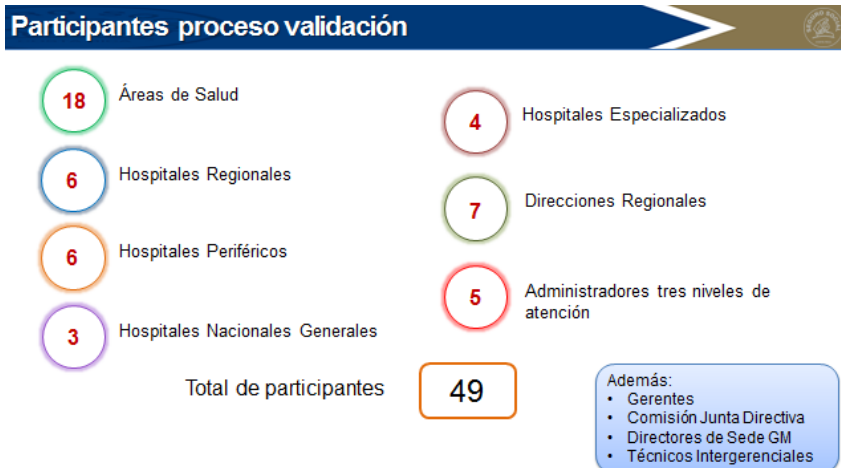 Participantes proceso validación
18
Áreas de Salud
6
Hospitales Regionales
6
Hospitales Periféricos
3
Hospitales Nacionales Generales
4
Hospitales Especializados
7
Direcciones Regionales
5
Administradores tres niveles de
atención
Total de participantes
49
Además:
• Gerentes
• Comisión Junta Directiva
• Directores de Sede GM
• Técnicos Intergerenciales